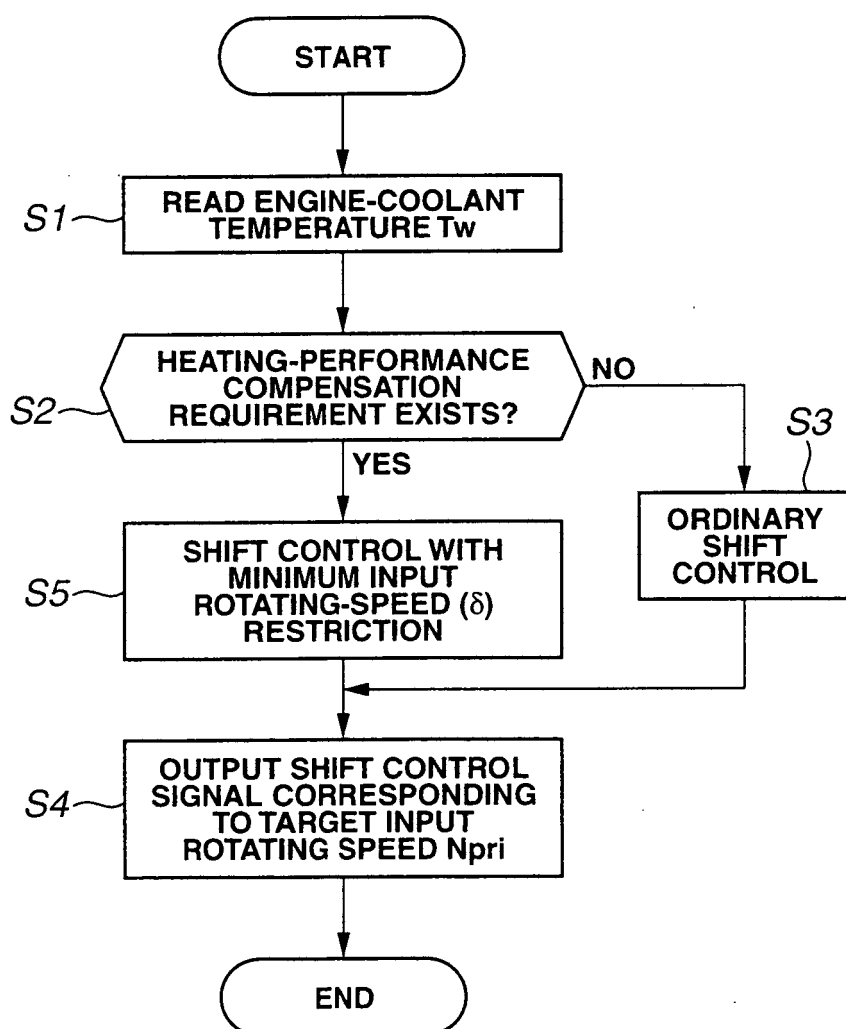 START
S1
READ ENGINE-COOLANT
TEMPERATURE Tw
S2
HEATING-PERFORMANCE
COMPENSATION
REQUIREMENT EXISTS?
NO
YES
S3
ORDINARY
SHIFT
CONTROL
S5
SHIFT CONTROL WITH
MINIMUM INPUT
ROTATING-SPEED (δ)
RESTRICTION
S4
OUTPUT SHIFT CONTROL
SIGNAL CORRESPONDING
TO TARGET INPUT
ROTATING SPEED Npri
END